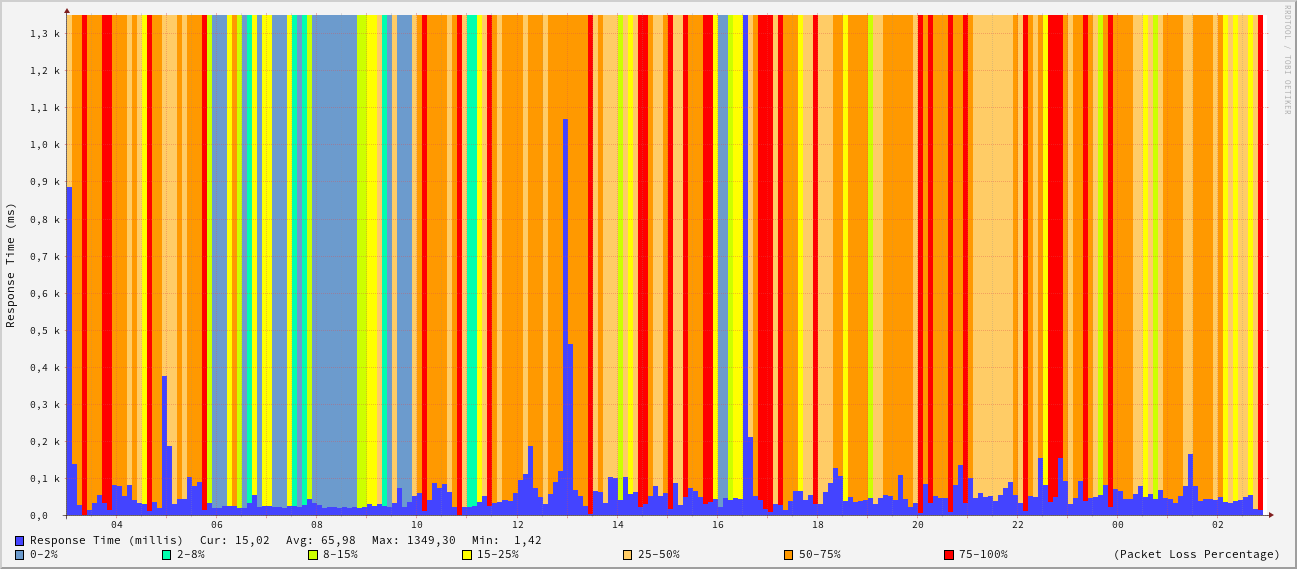 RRDTOOL / TOBI OETIKER
Response Time (ms)
1,3 k
1,2 k
1,1 k
1,0 k
0,9 k
0,8 k
0,7 k
0,6 k
0,5 k
0,4 k
0,3 k
0,2 k
0,1 k
0,0
04 06 08 10 12 14 16 18 20 22 00 02
Response Time (millis) Cur: 15,02 Avg: 65,98 Max: 1349,30 Min: 1,42
0-2% 2-8% 8-15% 15-25% 25-50% 50-75% 75-100% (Packet Loss Percentage)